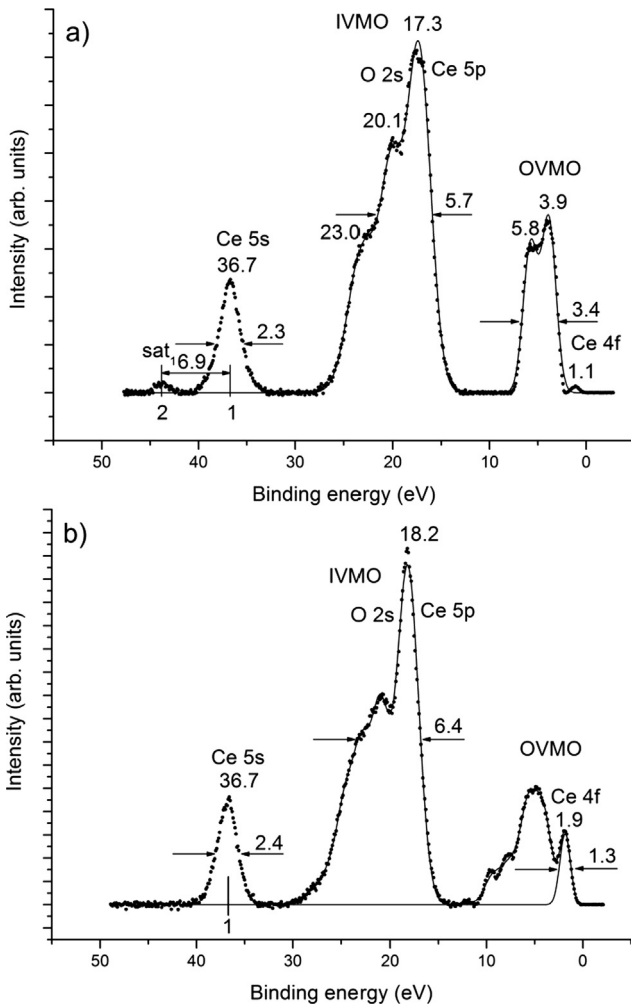 a)
IVMO
17.3
O 2s
Ce 5p
20.1
OVMO
5.8
3.9
5.7
23.0
Ce 5s
36.7
3.4
2.3
Ce 4f
sat
1
6.9
1.1
2
1
50
40
30
20
10
0
Binding energy (eV)
Intensity (arb. units)
b)
18.2
IVMO
O 2s
Ce 5p
6.4
OVMO
Ce 5s
36.7
Ce 4f
1.9
2.4
1.3
1
50
40
30
20
10
0
Binding energy (eV)
Intensity (arb. units)